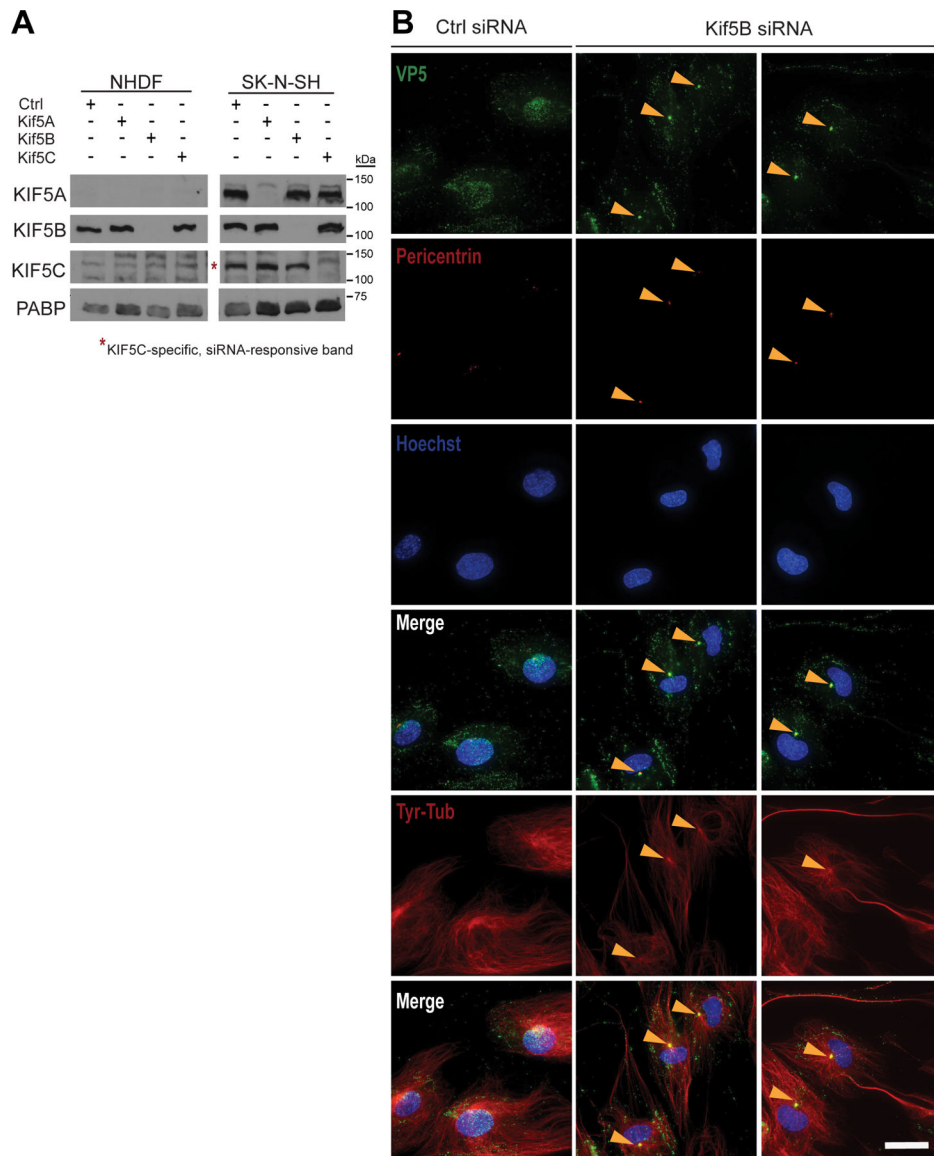 A
NHDF SK-N-SH
Ctrl + - - - + - - -
Kif5A - + - - - + - -
Kif5B - - + - - - + -
Kif5C - - - + - - - +
kDa
KIF5A
150
100
KIF5B
100
KIF5C
*
150
100
PABP
75
*KIF5C-specific, siRNA-responsive band
B
Ctrl siRNA Kif5B siRNA
VP5
Pericentrin
Hoechst
Merge
Tyr-Tub
Merge